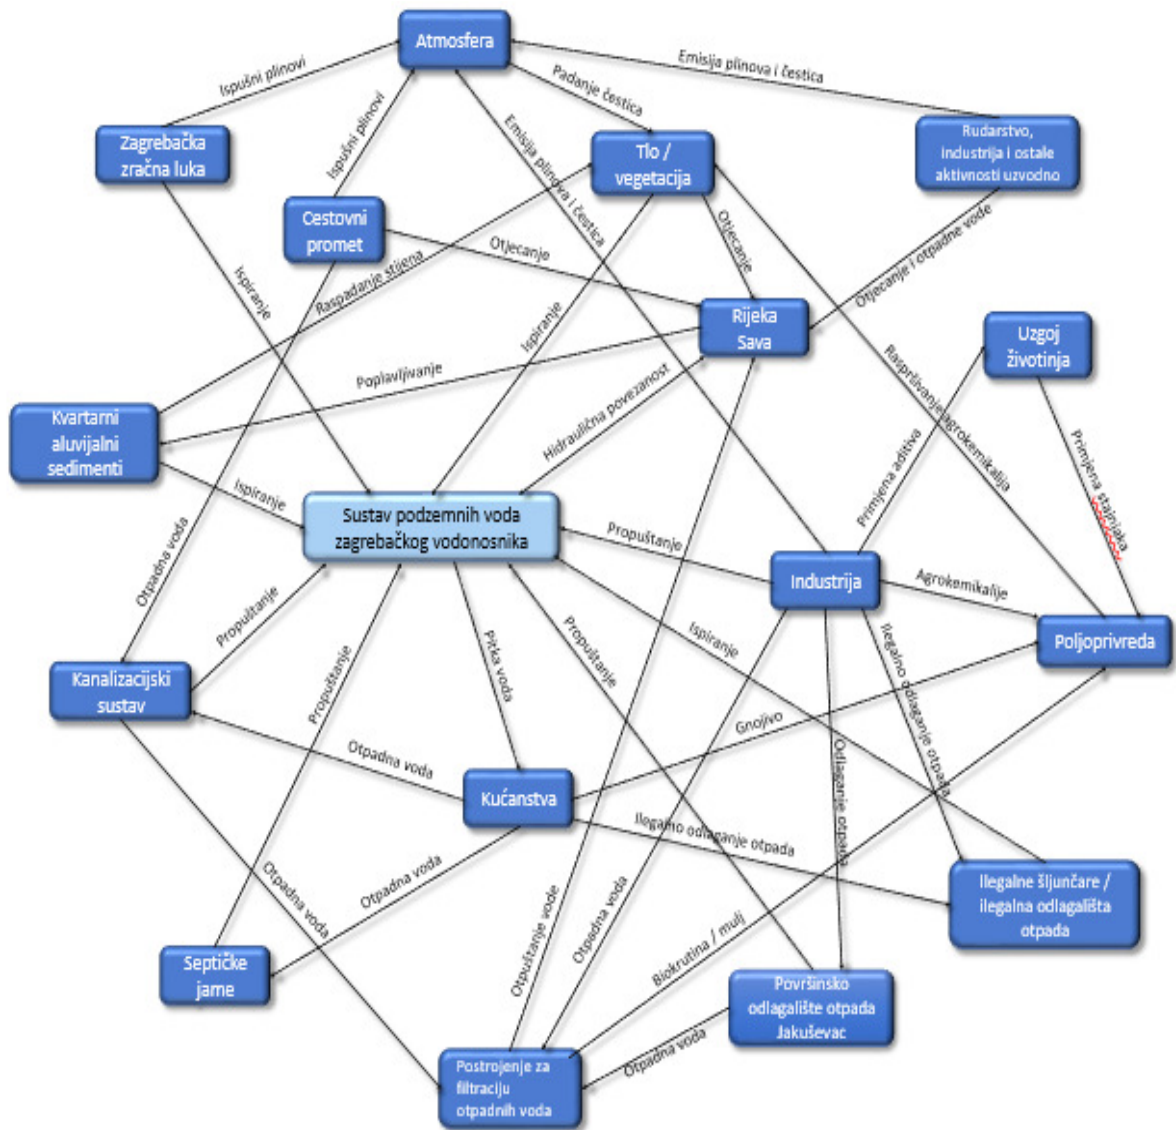 Atmosfera
Emisija plinova i čestica
Ispušni plinovi
Padanje čestica
Zagrebačka
zračna luka
Ispušni plinovi
Emisija plinova i čestica
Tlo /
vegetacija
Rudarstvo,
industrija i ostale
aktivnosti uzvodno
Cestovni
promet
Otjecanje
Otjecanje
Otjecanje i otpadne vode
Ispiranje
Raspadanje stijena
Ispiranje
Rijeka
Sava
Uzgoj
životinja
Poplavljivanje
Hidraulična povezanost
Raspršivanje agrokemikalija
Kvartarni
aluvijalni
sedimenti
Primjena aditiva
Primjena stajnjaka
Ispiranje
Sustav podzemnih voda
zagrebačkog vodonosnika
Propuštanje
Otpadna voda
Industrija
Agrokemikalije
Propuštanje
Propuštanje
Ispiranje
Ilegalno odlaganje otpada
Poljoprivreda
Kanalizacijski
sustav
Propuštanje
Pitka voda
Gnojivo
Otpadna voda
Kućanstva
Odlaganje otpada
Ilegalno odlaganje otpada
Otpadna voda
Otpadna voda
Otpuštanje vode
Otpadna voda
Biokrutina / mulj
Ilegalne šljunčare /
ilegalna odlagališta
otpada
Septičke
jame
Površinsko
odlagalište otpada
Jakuševac
Otpadna voda
Postrojenje za
filtraciju
otpadnih voda